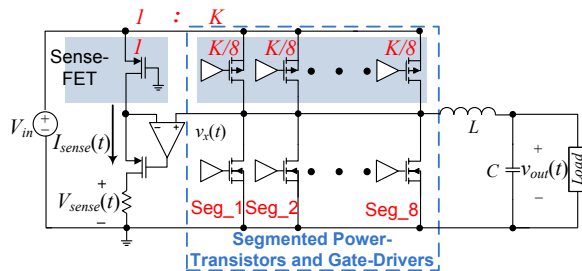 1 : K
Sense-
FET
1
K/8 K/8 K/8
V_in
I_sense(t)
- +
v_x(t)
L
+
V_sense(t)
-
C
+
v_out(t)
-
Load
Seg_1 Seg_2 Seg_8
Segmented Power-
Transistors and Gate-Drivers